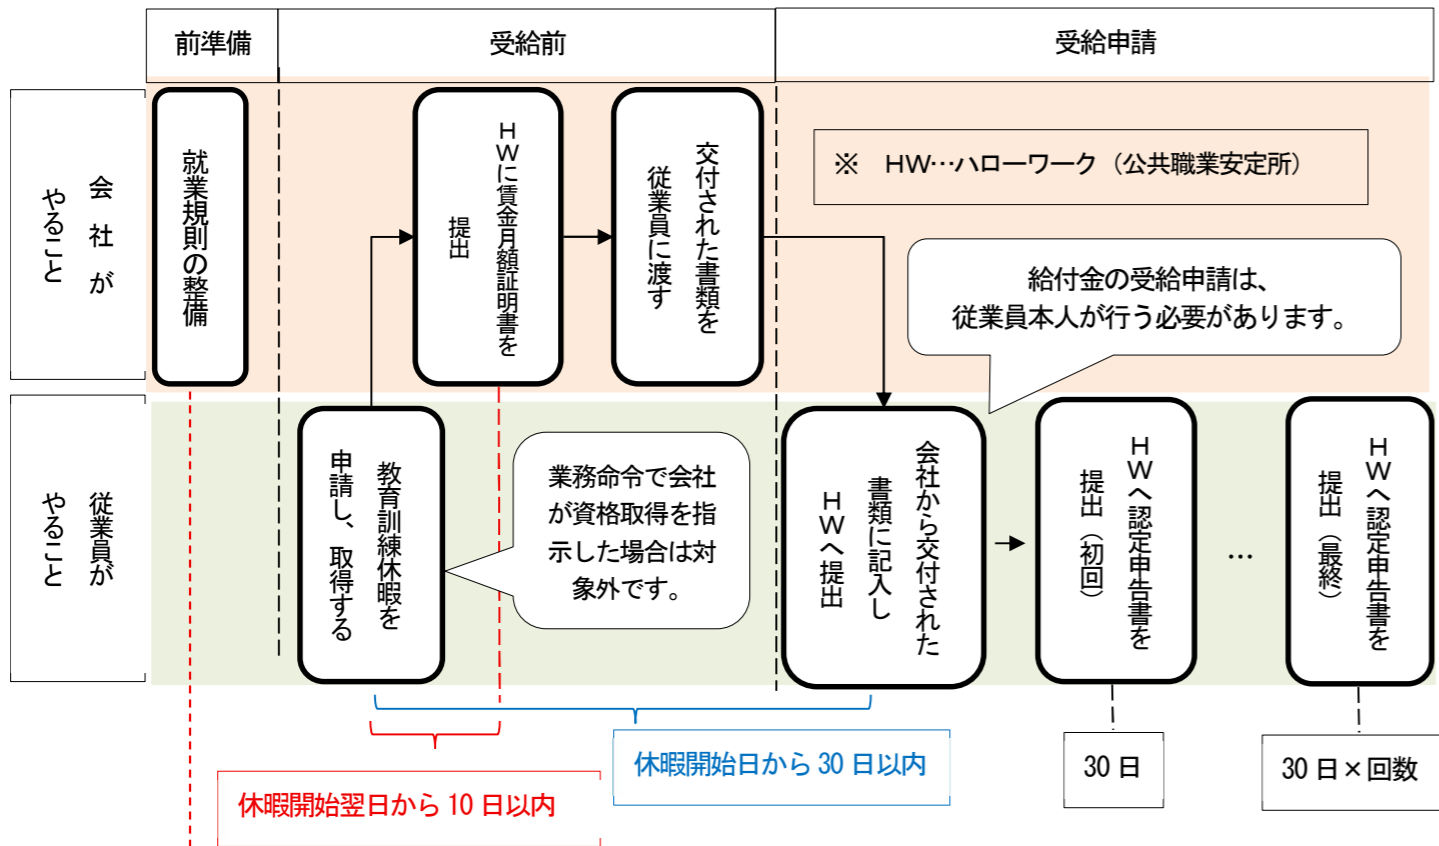 前準備
受給前
受給申請
会社が
やること
就業規則の整備
HWに賃金月額証明書を
提出
交付された書類を
従業員に渡す
※ HW…ハローワーク（公共職業安定所）
給付金の受給申請は、
従業員本人が行う必要があります。
従業員が
やること
教育訓練休暇を
申請し、取得する
業務命令で会社
が資格取得を指
示した場合は対
象外です。
会社から交付された
書類に記入し
HWへ提出
HWへ認定申告書を
提出（初回）
…
HWへ認定申告書を
提出（最終）
休暇開始翌日から 10 日以内
休暇開始日から 30 日以内
30 日
30 日×回数